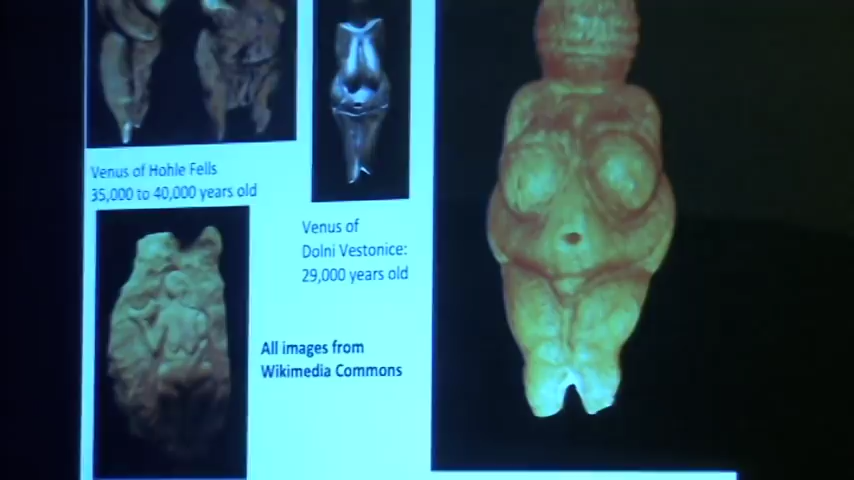 Venus of Hohle Fells
35,000 to 40,000 years old
Venus of
Dolni Vestonice:
29,000 years old
All images from
Wikimedia Commons